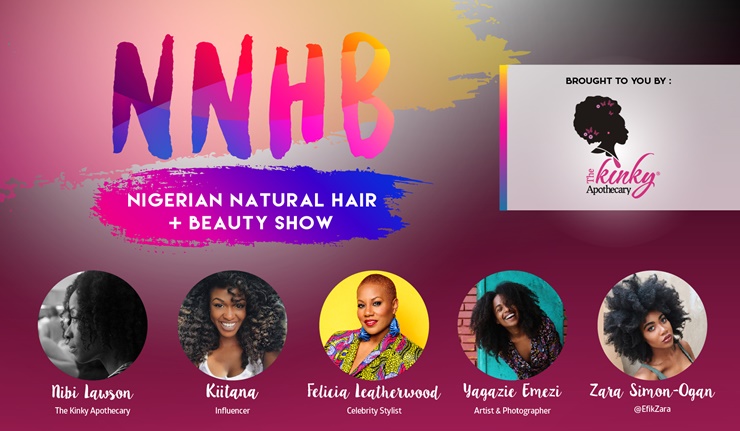 NNHB
NIGERIAN NATURAL HAIR
+ BEAUTY SHOW
BROUGHT TO YOU BY :
The Kinky®
Apothecary
Nibi Lawson
The Kinky Apothecary
Kiitana
Influencer
Felicia Leatherwood
Celebrity Stylist
Yagazie Emezi
Artist & Photographer
Zara Simon-Ogan
@EfikZara